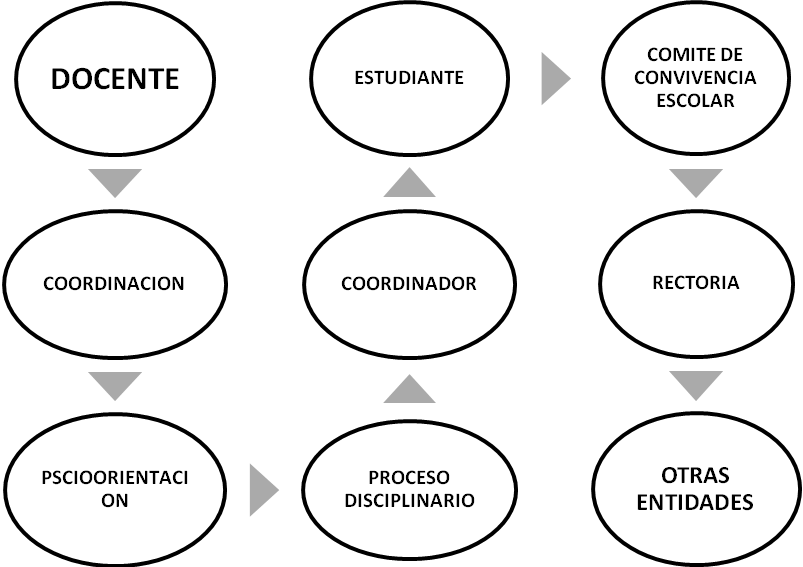 DOCENTE
COORDINACION
PSCIOORIENTACI
ON
PROCESO
DISCIPLINARIO
COORDINADOR
ESTUDIANTE
COMITE DE
CONVIVENCIA
ESCOLAR
RECTORIA
OTRAS
ENTIDADES